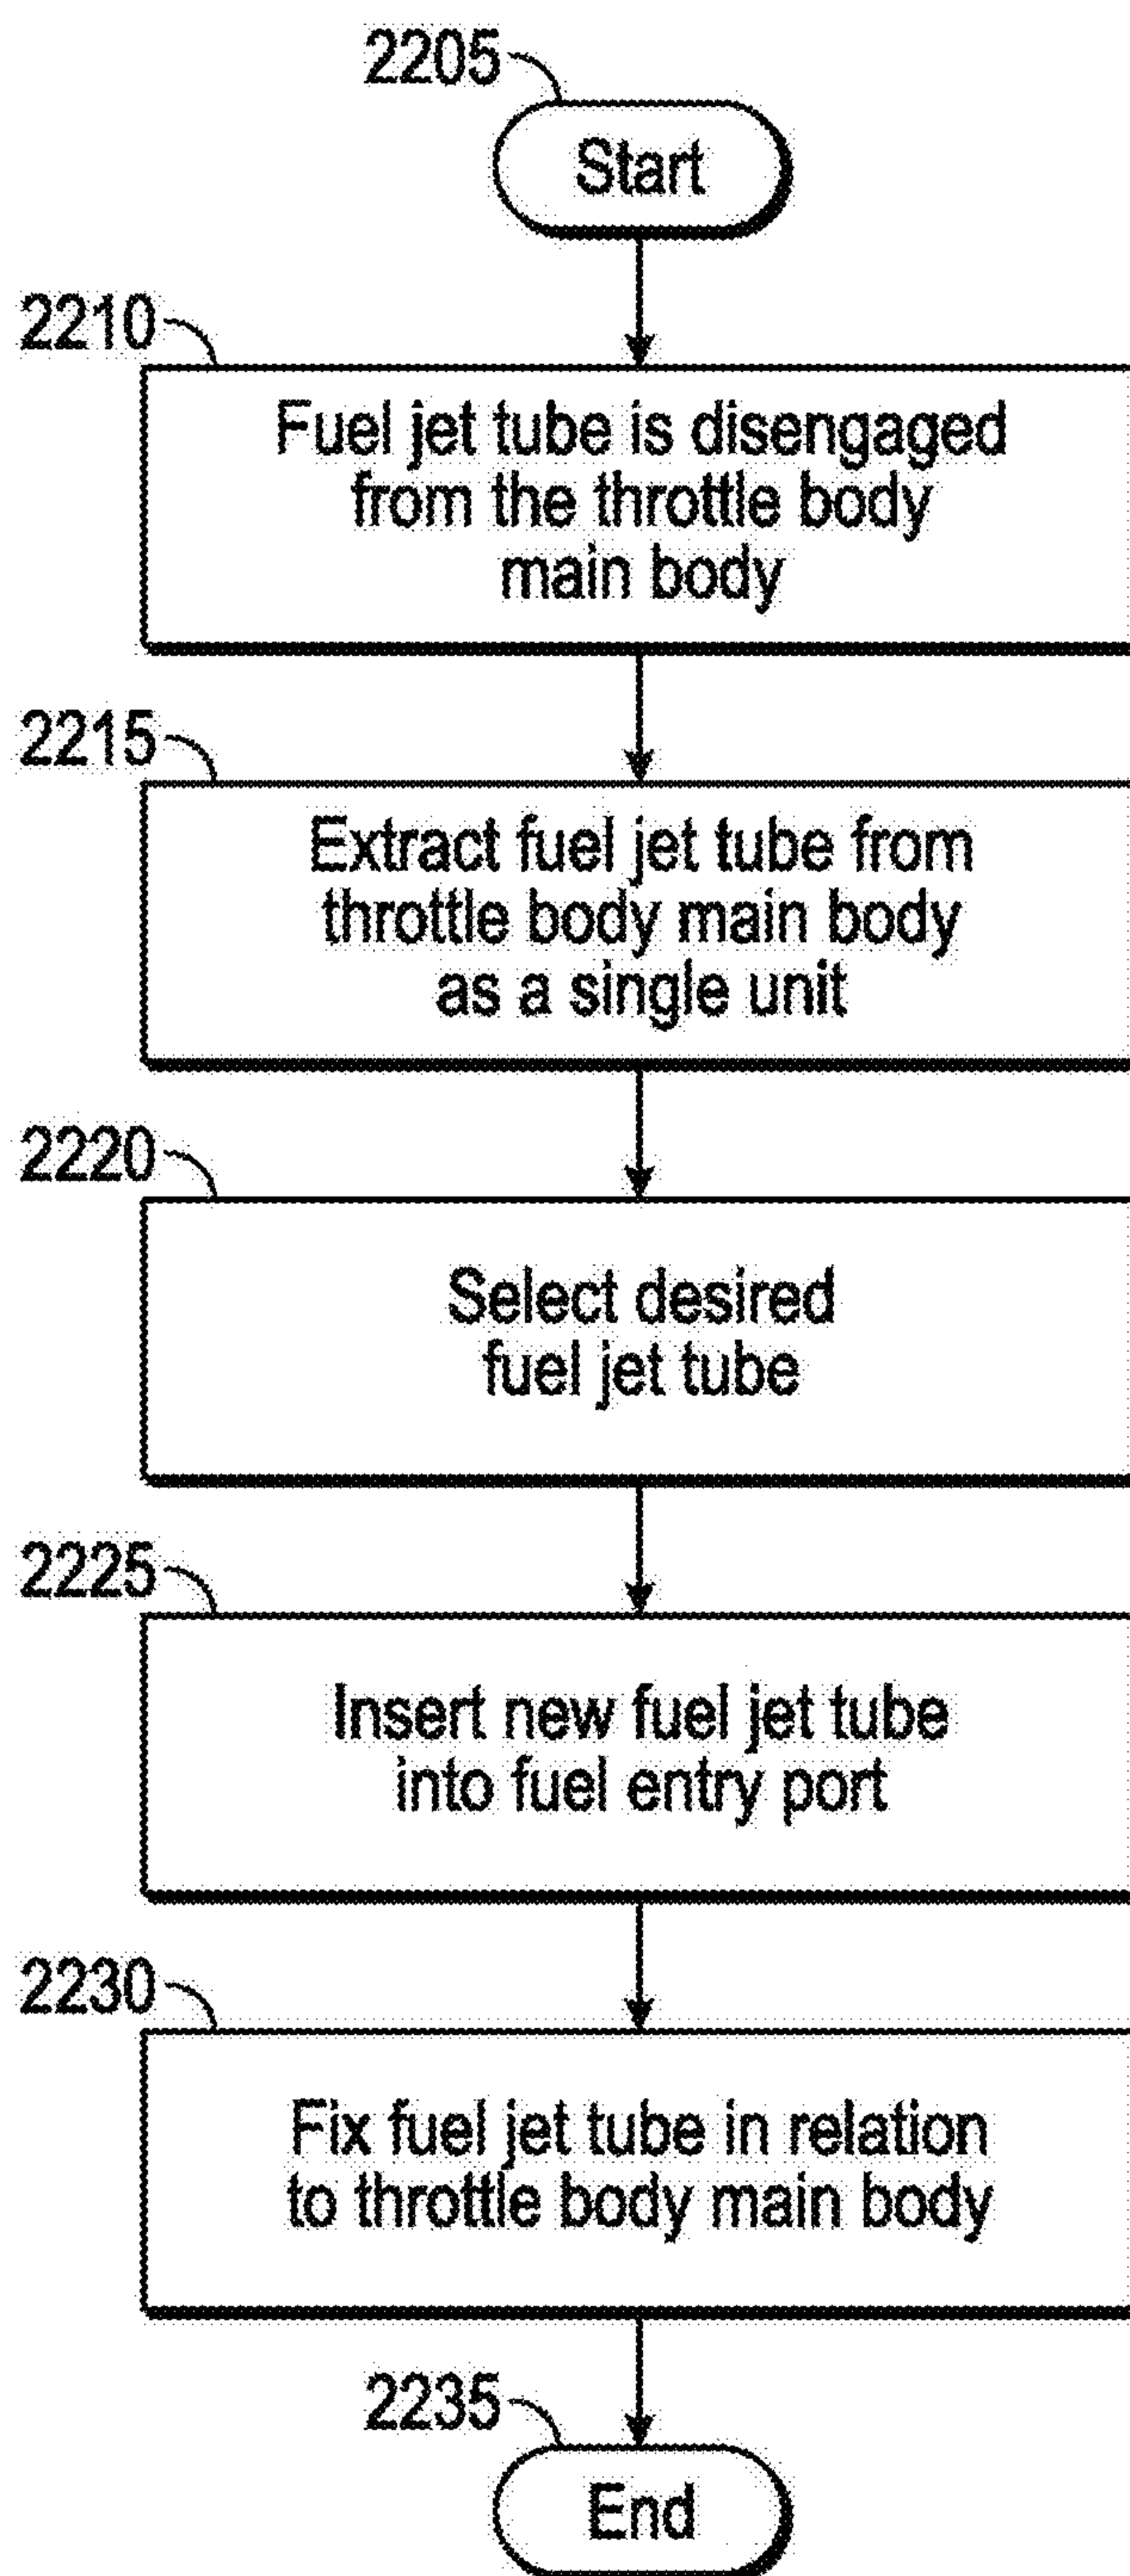 2205
Start
2210
Fuel jet tube is disengaged
from the throttle body
main body
2215
Extract fuel jet tube from
throttle body main body
as a single unit
2220
Select desired
fuel jet tube
2225
Insert new fuel jet tube
into fuel entry port
2230
Fix fuel jet tube in relation
to throttle body main body
2235
End